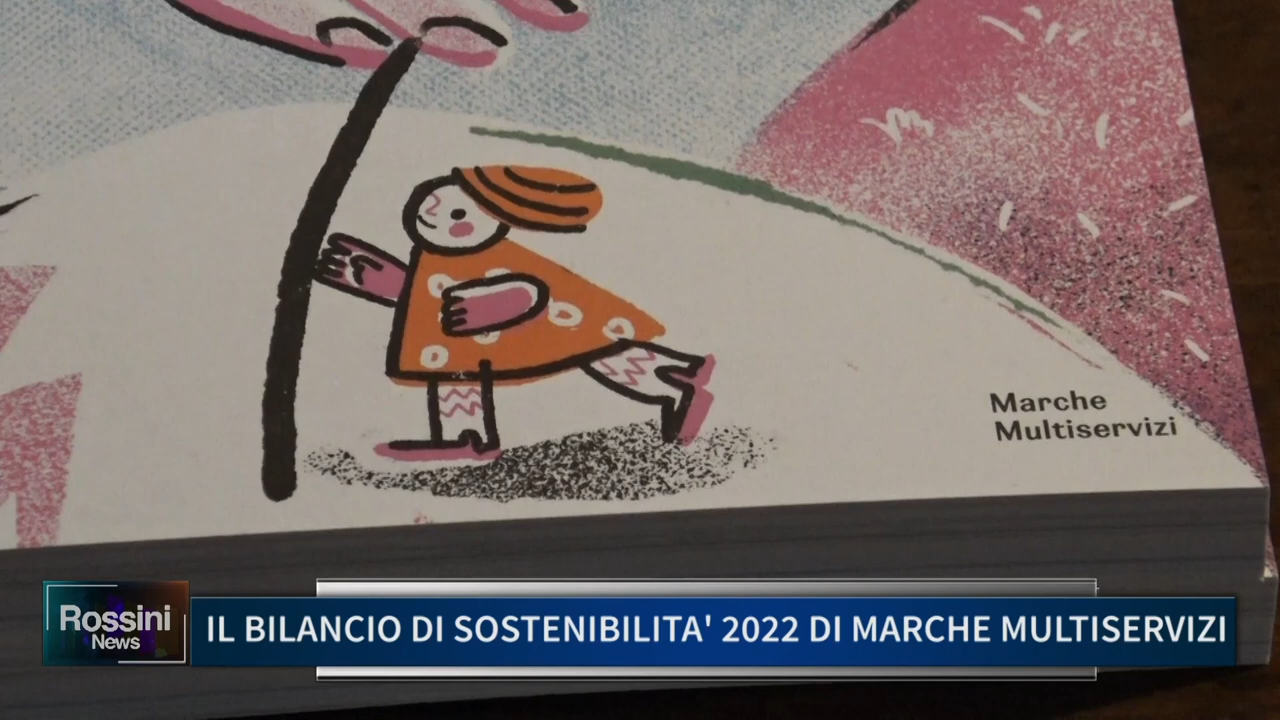 Marche
Multiservizi
Rossini
News
IL BILANCIO DI SOSTENIBILITA' 2022 DI MARCHE MULTISERVIZI